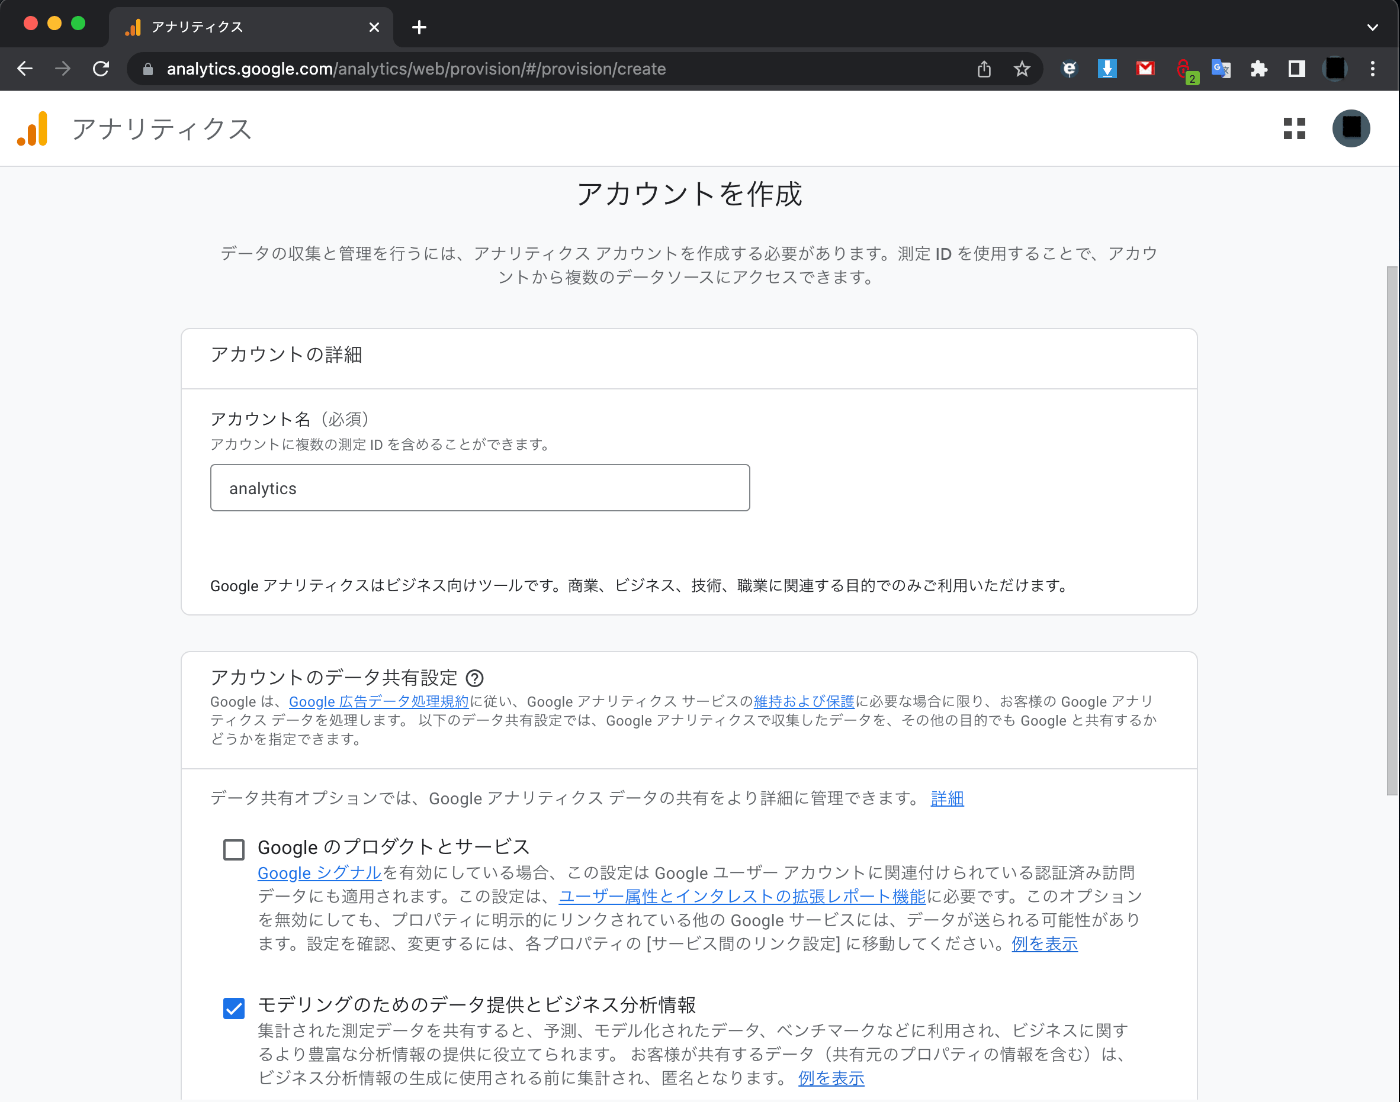 アナリティクス
analytics.google.com/analytics/web/provision/#/provision/create
2
アナリティクス
アカウントを作成
データの収集と管理を行うには、アナリティクス アカウントを作成する必要があります。測定 ID を使用することで、アカウ
ントから複数のデータソースにアクセスできます。
アカウントの詳細
アカウント名（必須）
アカウントに複数の測定 ID を含めることができます。
analytics
Google アナリティクスはビジネス向けツールです。商業、ビジネス、技術、職業に関連する目的でのみご利用いただけます。
アカウントのデータ共有設定
Google は、Google 広告データ処理規約に従い、Google アナリティクス サービスの維持および保護に必要な場合に限り、お客様の Google アナリ
ティクス データを処理します。 以下のデータ共有設定では、Google アナリティクスで収集したデータを、その他の目的でも Google と共有するか
どうかを指定できます。
データ共有オプションでは、Google アナリティクス データの共有をより詳細に管理できます。 詳細
Google のプロダクトとサービス
Google シグナルを有効にしている場合、この設定は Google ユーザー アカウントに関連付けられている認証済み訪問
データにも適用されます。この設定は、ユーザー属性とインタレストの拡張レポート機能に必要です。このオプション
を無効にしても、プロパティに明示的にリンクされている他の Google サービスには、データが送られる可能性があり
ます。設定を確認、変更するには、各プロパティの [サービス間のリンク設定] に移動してください。例を表示
モデリングのためのデータ提供とビジネス分析情報
集計された測定データを共有すると、予測、モデル化されたデータ、ベンチマークなどに利用され、ビジネスに関す
るより豊富な分析情報の提供に役立てられます。 お客様が共有するデータ（共有元のプロパティの情報を含む）は、
ビジネス分析情報の生成に使用される前に集計され、匿名となります。 例を表示